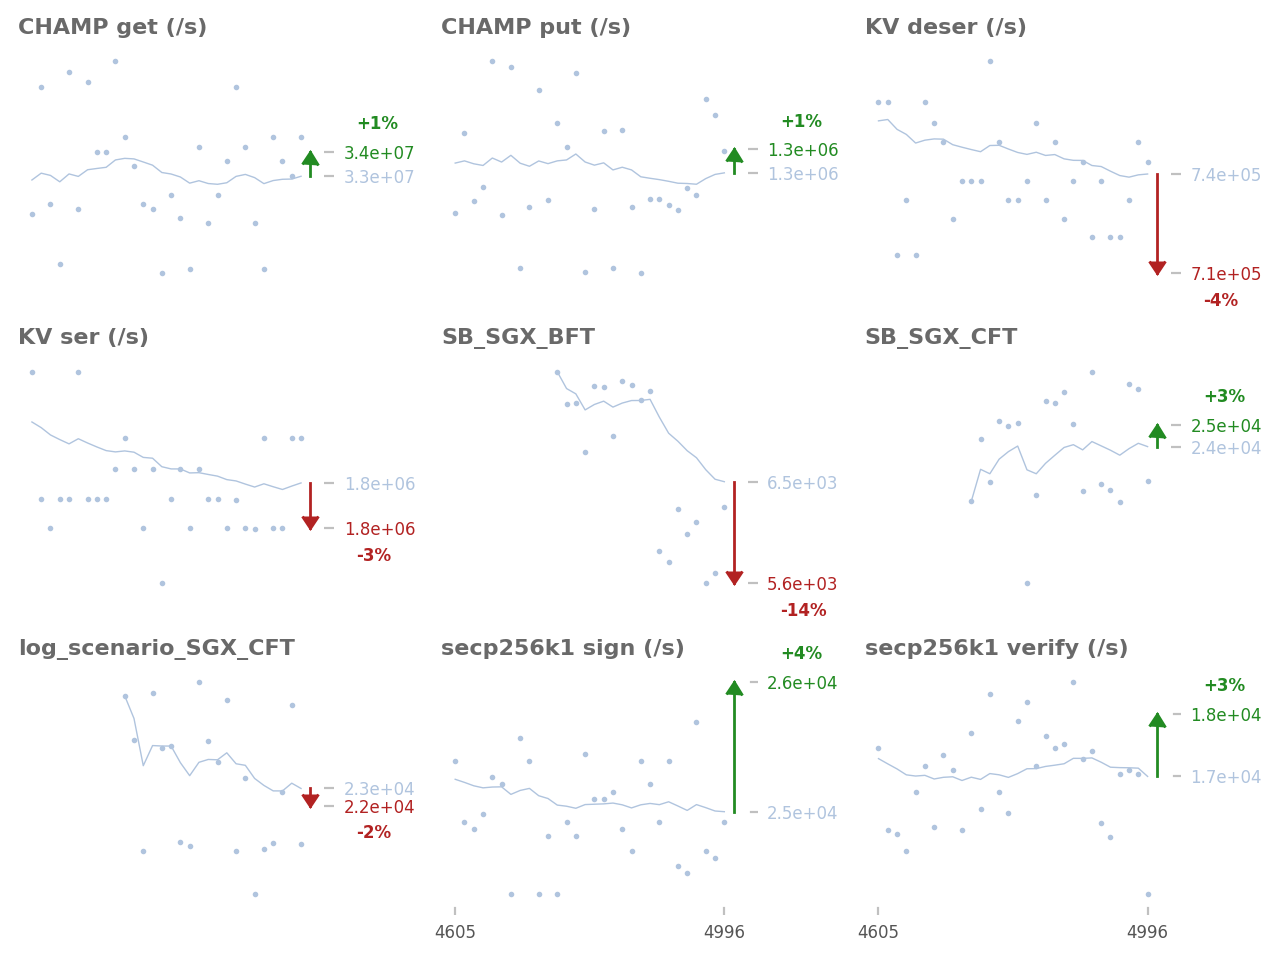 CHAMP get (/s)
+1%
3.4e+07
3.3e+07
CHAMP put (/s)
+1%
1.3e+06
1.3e+06
KV deser (/s)
7.4e+05
7.1e+05
-4%
KV ser (/s)
1.8e+06
1.8e+06
-3%
SB_SGX_BFT
6.5e+03
5.6e+03
-14%
SB_SGX_CFT
+3%
2.5e+04
2.4e+04
log_scenario_SGX_CFT
2.3e+04
2.2e+04
-2%
secp256k1 sign (/s)
+4%
2.6e+04
2.5e+04
4605
4996
secp256k1 verify (/s)
+3%
1.8e+04
1.7e+04
4605
4996